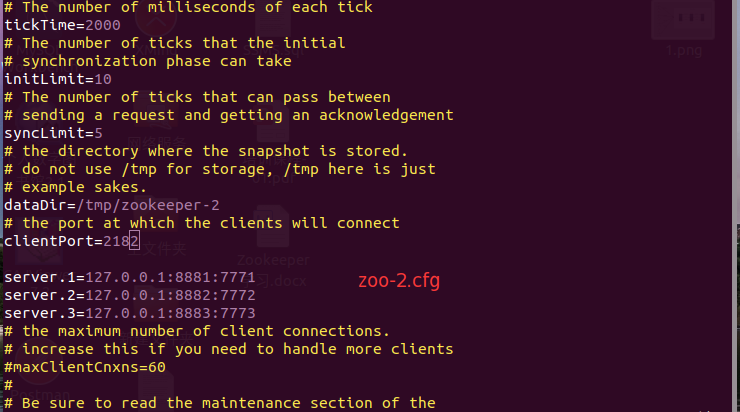 # The number of milliseconds of each tick
tickTime=2000
# The number of ticks that the initial
# synchronization phase can take
initLimit=10
# The number of ticks that can pass between
# sending a request and getting an acknowledgement
syncLimit=5
# the directory where the snapshot is stored.
# do not use /tmp for storage, /tmp here is just
# example sakes.
dataDir=/tmp/zookeeper-2
# the port at which the clients will connect
clientPort=2182
server.1=127.0.0.1:8881:7771
server.2=127.0.0.1:8882:7772
server.3=127.0.0.1:8883:7773
# the maximum number of client connections.
# increase this if you need to handle more clients
#maxClientCnxns=60
#
# Be sure to read the maintenance section of the
zoo-2.cfg
1.png
Zookeeper